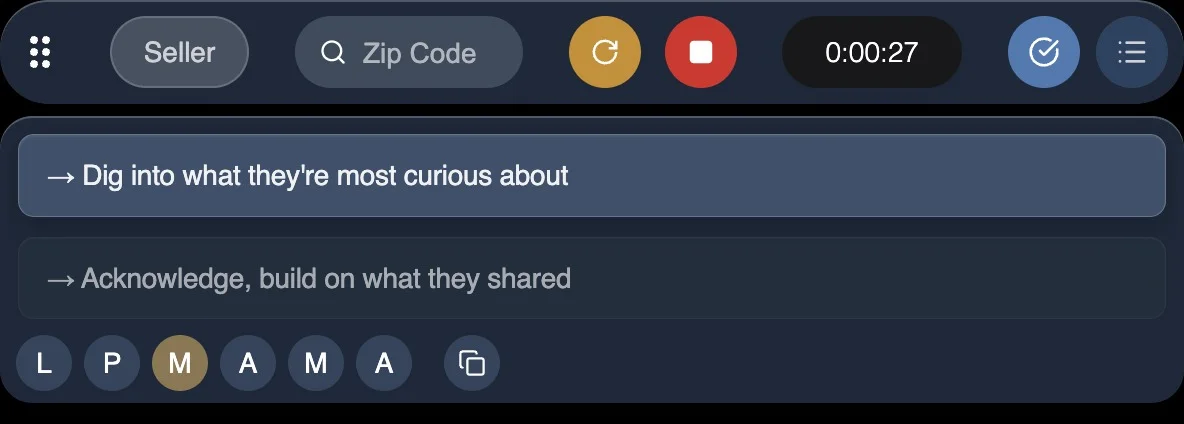 Seller Zip Code 0:00:27
→ Dig into what they're most curious about
→ Acknowledge, build on what they shared
L P M A M A